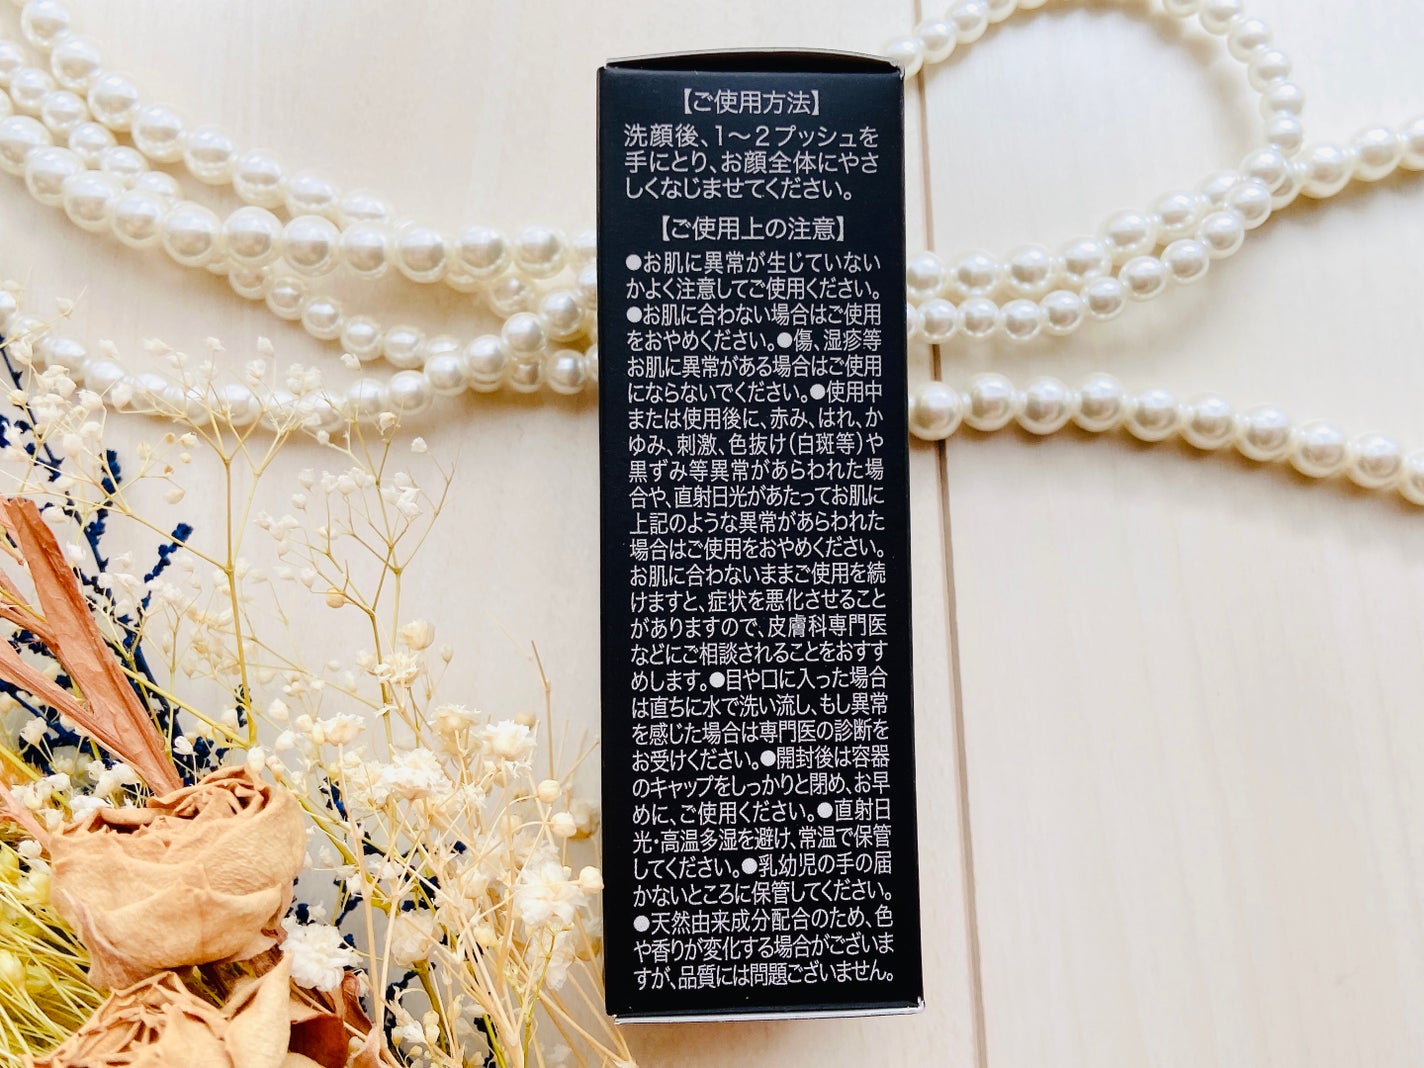 【ご使用方法】
洗顔後、1〜2プッシュを
手にとり、お顔全体にやさ
しくなじませてください。
【ご使用上の注意】
●お肌に異常が生じていない
かよく注意してご使用ください。
●お肌に合わない場合はご使用
をおやめください。●傷、湿疹等
お肌に異常がある場合はご使用
にならないでください。●使用中
または使用後に、赤み、はれ、か
ゆみ、刺激、色抜け(白斑等)や
黒ずみ等異常があらわれた場
合や、直射日光があたってお肌に
上記のような異常があらわれた
場合はご使用をおやめください。
お肌に合わないままご使用を続
けますと、症状を悪化させること
がありますので、皮膚科専門医
などにご相談されることをおすす
めします。●目や口に入った場合
は直ちに水で洗い流し、もし異常
を感じた場合は専門医の診断を
お受けください。●開封後は容器
のキャップをしっかりと閉め、お早
めに、ご使用ください。●直射日
光・高温多湿を避け、常温で保管
してください。●乳幼児の手の届
かないところに保管してください。
●天然由来成分配合のため、色
や香りが変化する場合がございま
すが、品質には問題ございません。